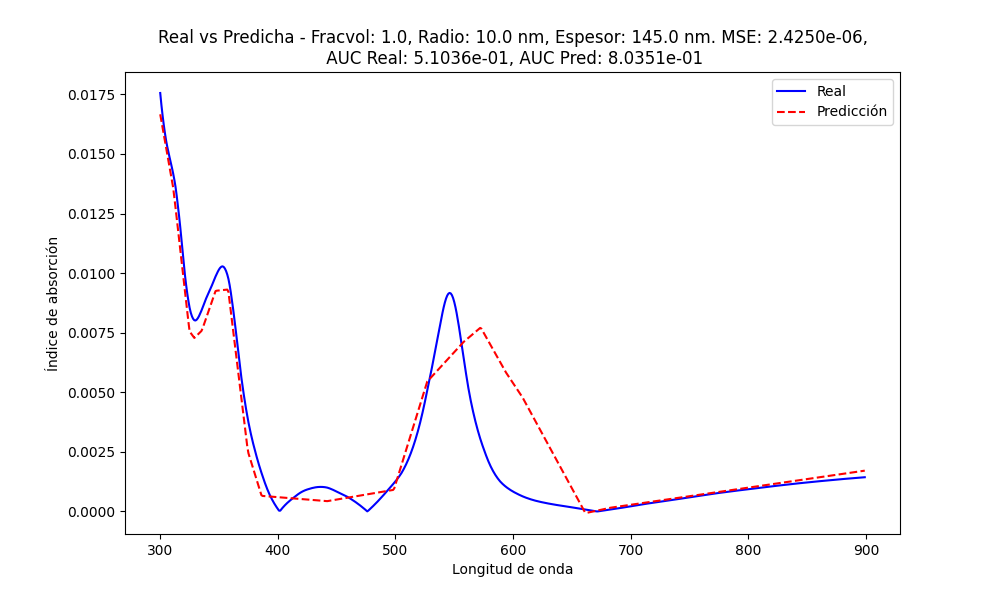 Real vs Predicha - Fracvol: 1.0, Radio: 10.0 nm, Espesor: 145.0 nm. MSE: 2.4250e-06,
AUC Real: 5.1036e-01, AUC Pred: 8.0351e-01
Real
Predicción
0.0175
0.0150
0.0125
0.0100
0.0075
0.0050
0.0025
0.0000
Índice de absorción
300 400 500 600 700 800 900
Longitud de onda